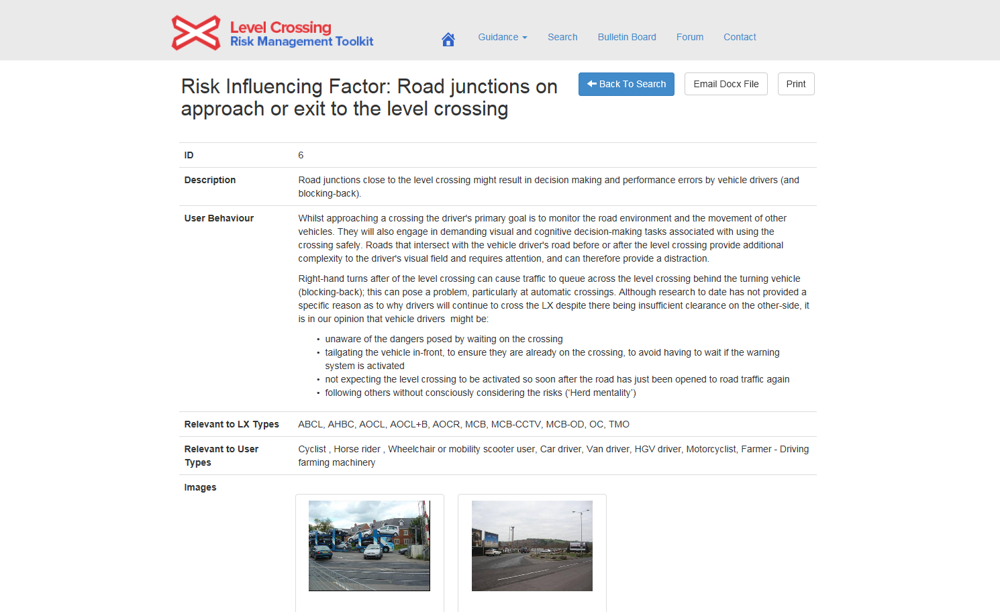 Level Crossing
Risk Management Toolkit
Guidance
Search
Bulletin Board
Forum
Contact
Risk Influencing Factor: Road junctions on
approach or exit to the level crossing
Back To Search
Email Docx File
Print
ID
6
Description
Road junctions close to the level crossing might result in decision making and performance errors by vehicle drivers (and
blocking-back).
User Behaviour
Whilst approaching a crossing the driver's primary goal is to monitor the road environment and the movement of other
vehicles. They will also engage in demanding visual and cognitive decision-making tasks associated with using the
crossing safely. Roads that intersect with the vehicle driver's road before or after the level crossing provide additional
complexity to the driver's visual field and requires attention, and can therefore provide a distraction.
Right-hand turns after of the level crossing can cause traffic to queue across the level crossing behind the turning vehicle
(blocking-back); this can pose a problem, particularly at automatic crossings. Although research to date has not provided a
specific reason as to why drivers will continue to cross the LX despite there being insufficient clearance on the other-side, it
is in our opinion that vehicle drivers  might be:
• unaware of the dangers posed by waiting on the crossing
• tailgating the vehicle in-front, to ensure they are already on the crossing, to avoid having to wait if the warning
system is activated
• not expecting the level crossing to be activated so soon after the road has just been opened to road traffic again
• following others without consciously considering the risks (‘Herd mentality’)
Relevant to LX Types
ABCL, AHBC, AOCL, AOCL+B, AOCR, MCB, MCB-CCTV, MCB-OD, OC, TMO
Relevant to User
Types
Cyclist , Horse rider , Wheelchair or mobility scooter user, Car driver, Van driver, HGV driver, Motorcyclist, Farmer - Driving
farming machinery
Images